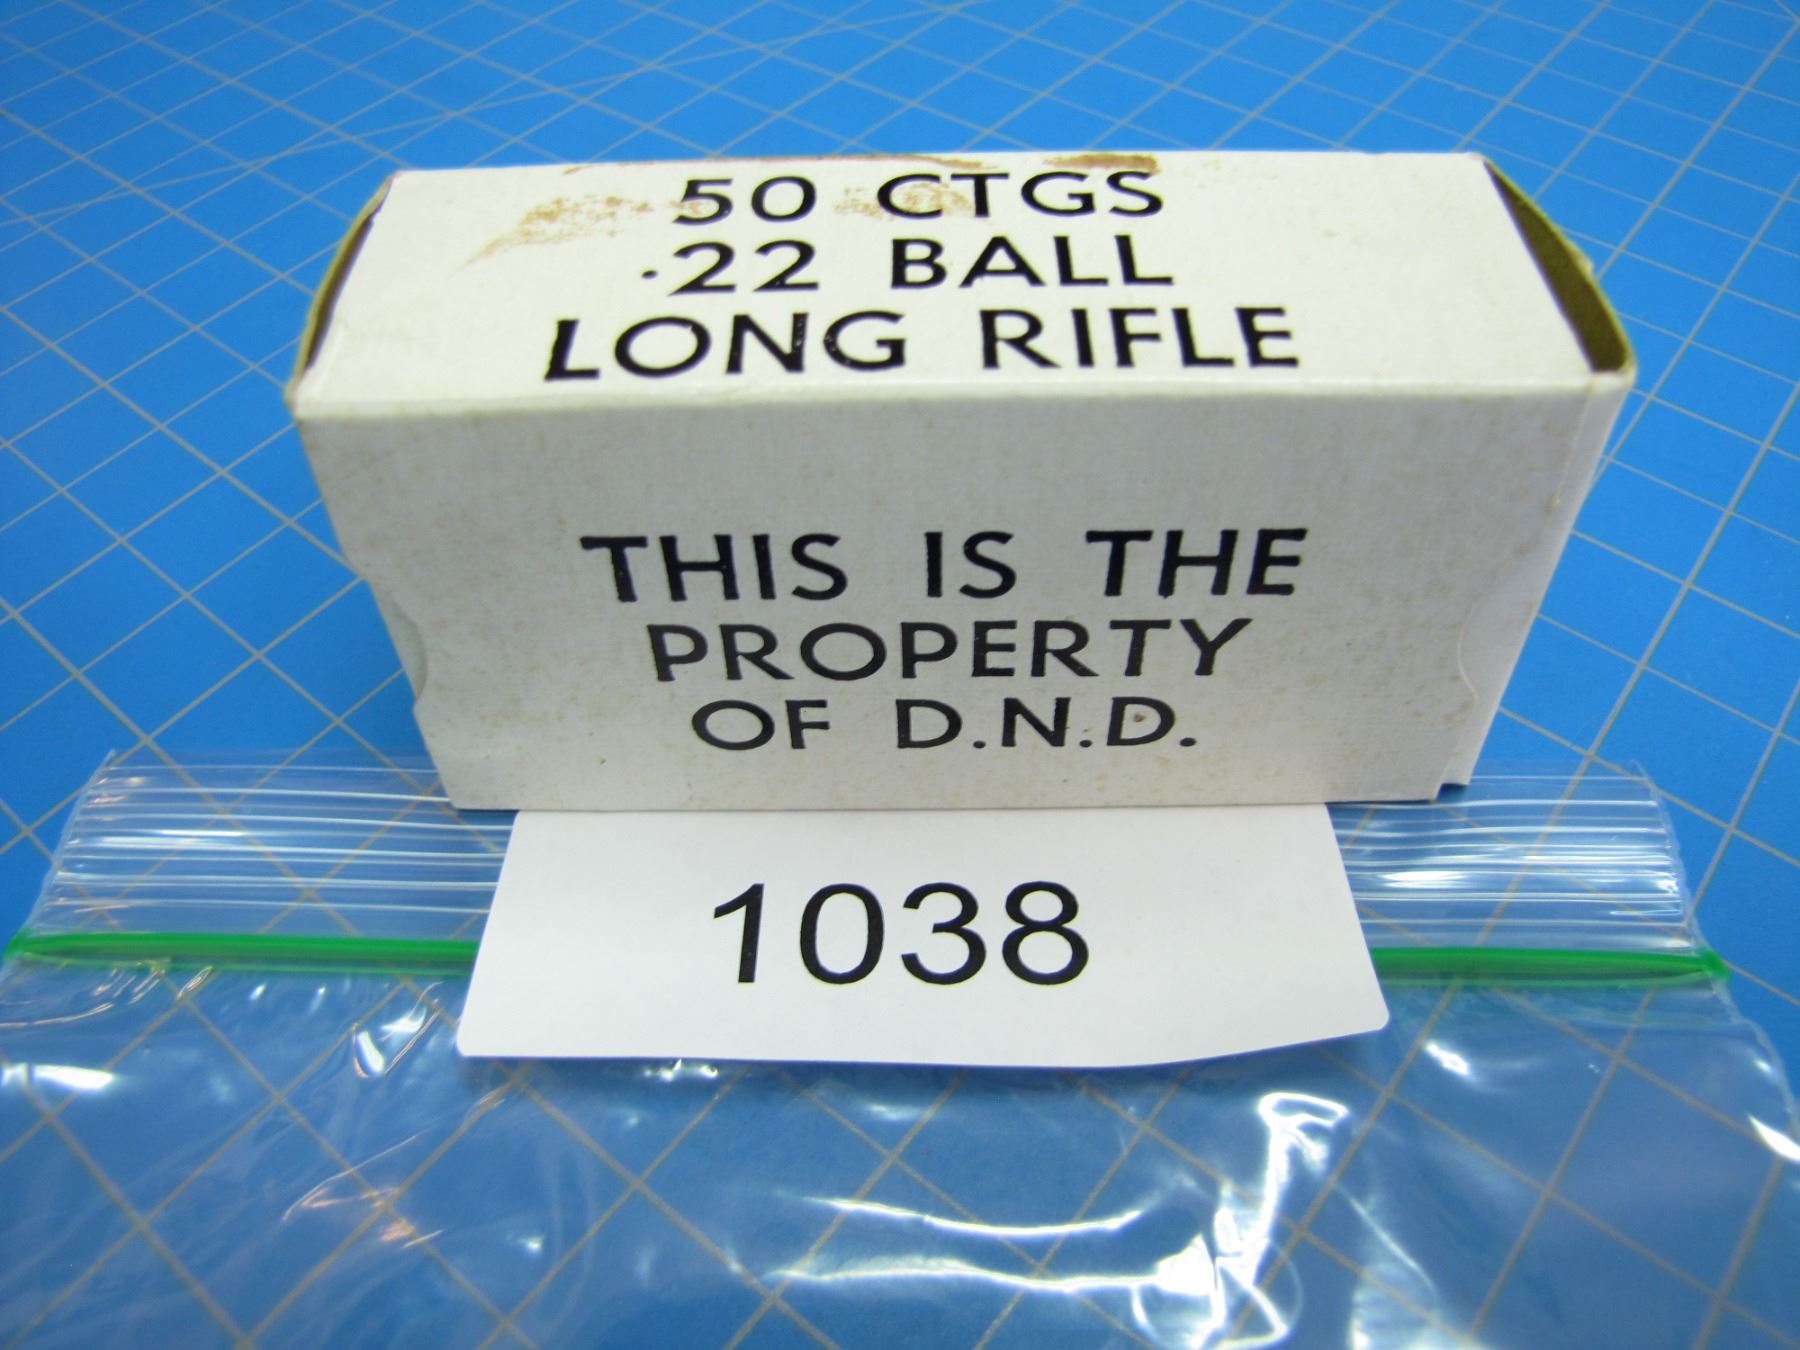 50 CTGS
.22 BALL
LONG RIFLE
THIS IS THE
PROPERTY
OF D.N.D.
1038